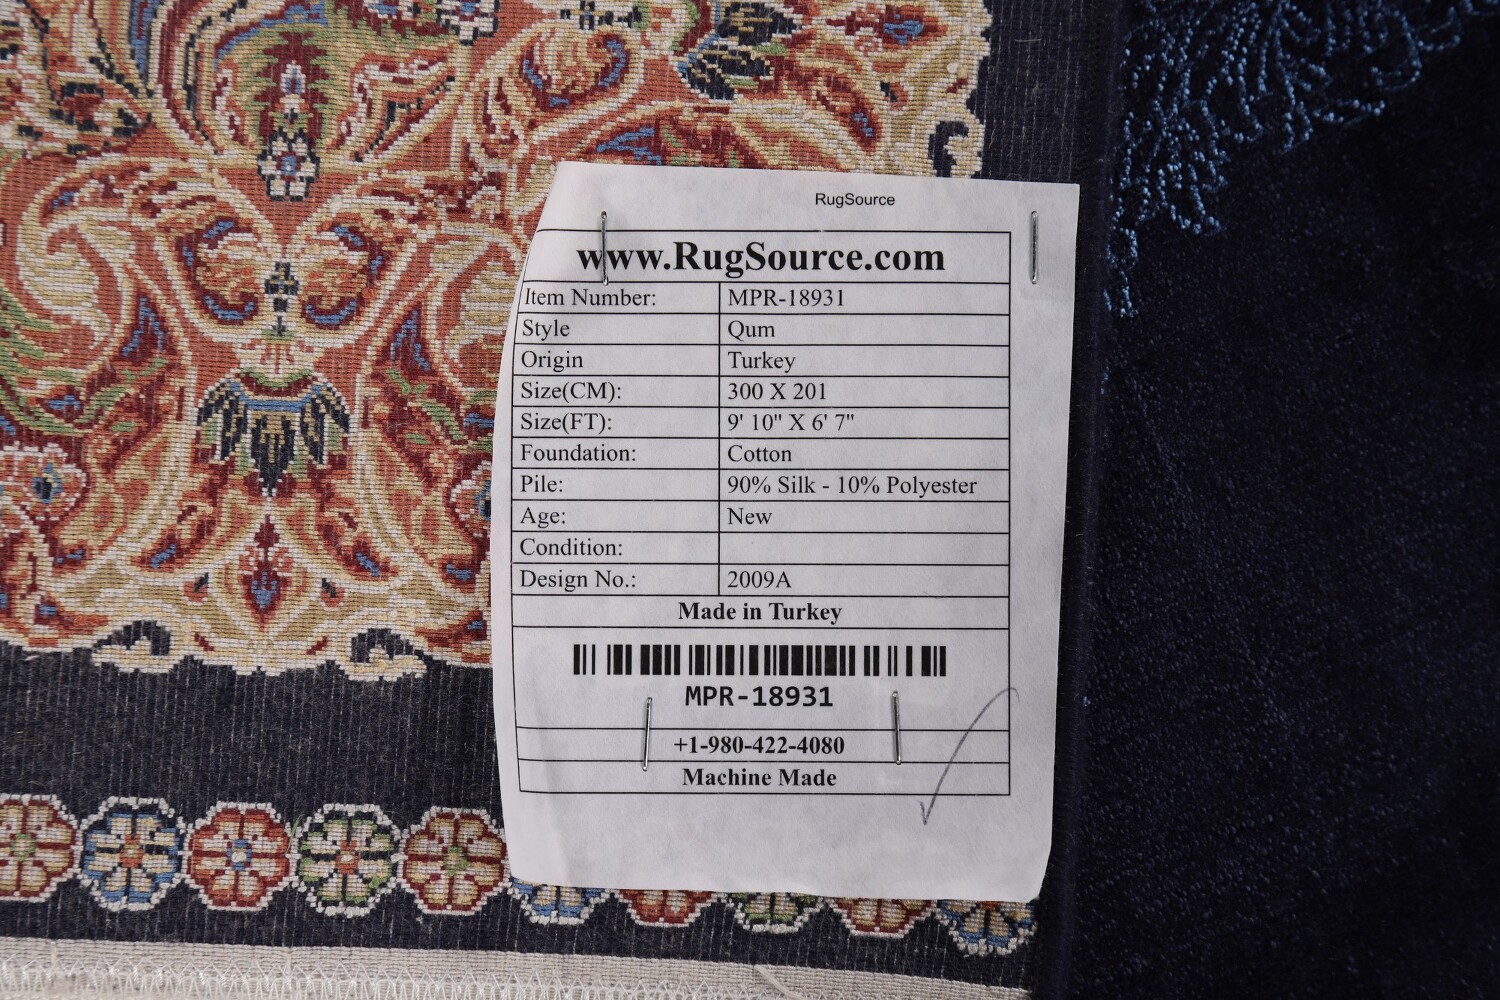 RugSource
www.RugSource.com
Item Number: MPR-18931
Style Qum
Origin Turkey
Size(CM): 300 X 201
Size(FT): 9' 10" X 6' 7"
Foundation: Cotton
Pile: 90% Silk - 10% Polyester
Age: New
Condition:
Design No.: 2009A
Made in Turkey
MPR-18931
+1-980-422-4080
Machine Made